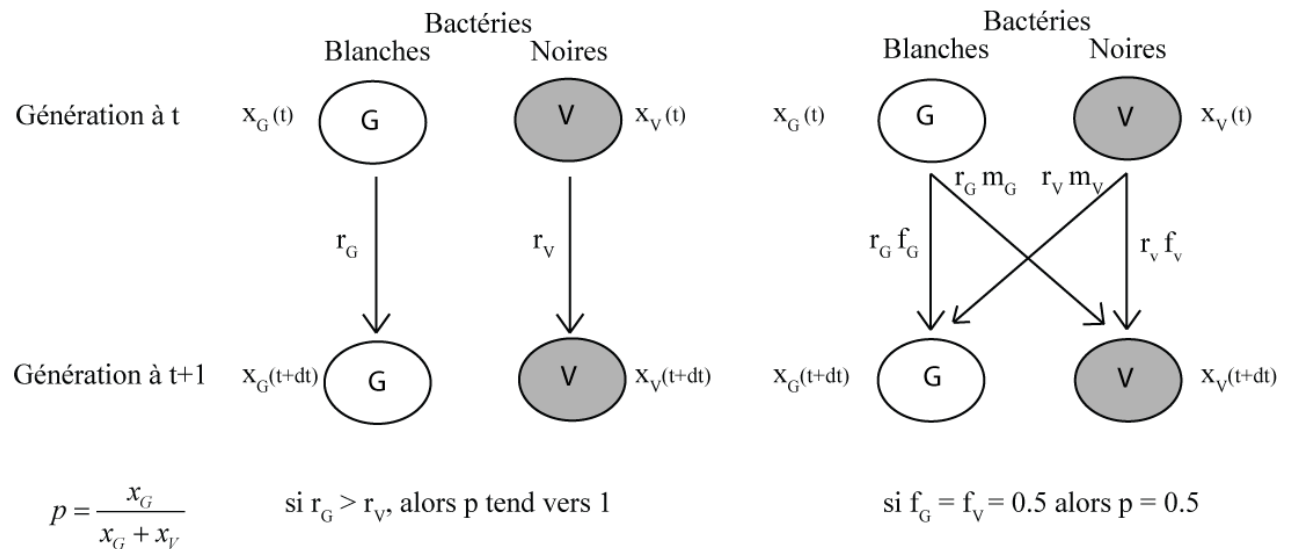 Bactéries
Blanches Noires
Bactéries
Blanches Noires
Génération à t
x_G(t) G V x_V(t)
x_G(t) G V x_V(t)
r_G r_V
r_G m_G r_V m_V
r_G f_G r_v f_v
Génération à t+1
x_G(t+dt) G V x_V(t+dt)
x_G(t+dt) G V x_V(t+dt)
p = x_G / (x_G + x_V)
si r_G > r_V, alors p tend vers 1
si f_G = f_V = 0.5 alors p = 0.5